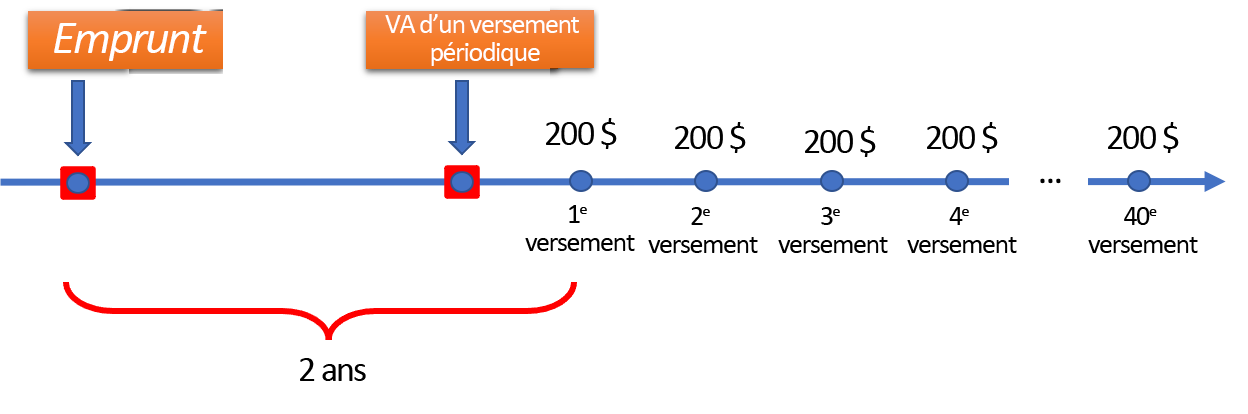 Emprunt
VA d’un versement
périodique
200 $
200 $
200 $
200 $
...
200 $
1e
versement
2e
versement
3e
versement
4e
versement
40e
versement
2 ans